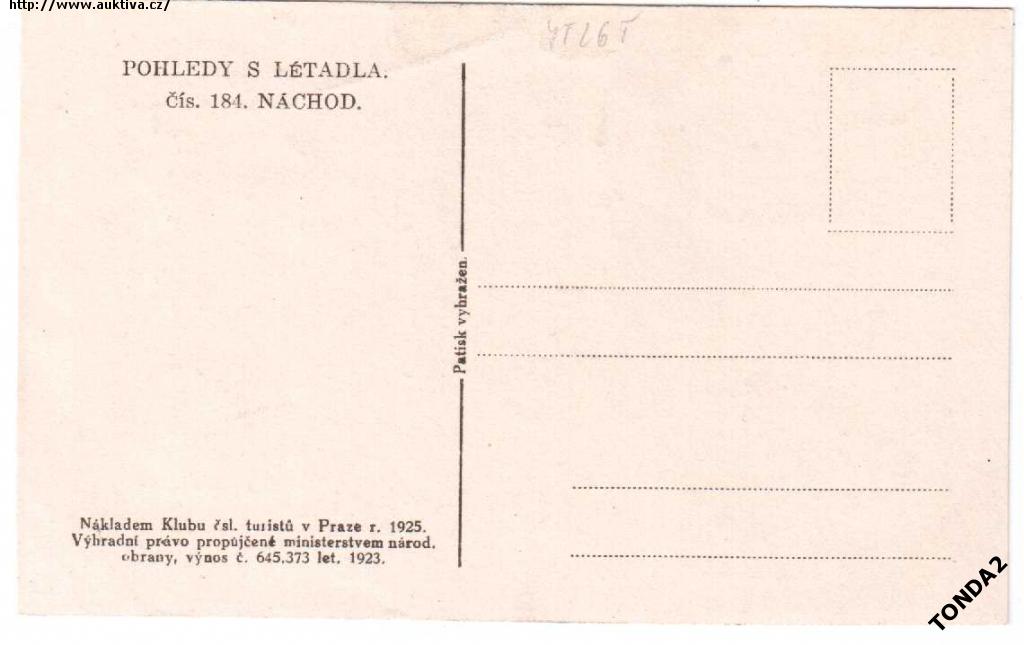 http://www.auktiva.cz/
POHLEDY S LÉTADLA.
čís. 184. NÁCHOD.
Patisk vyhražen.
Nákladem Klubu čsl. turistů v Praze r. 1925.
Výhradní právo propůjčené ministerstvem národ.
obrany, výnos č. 645.373 let. 1923.
TONDA2